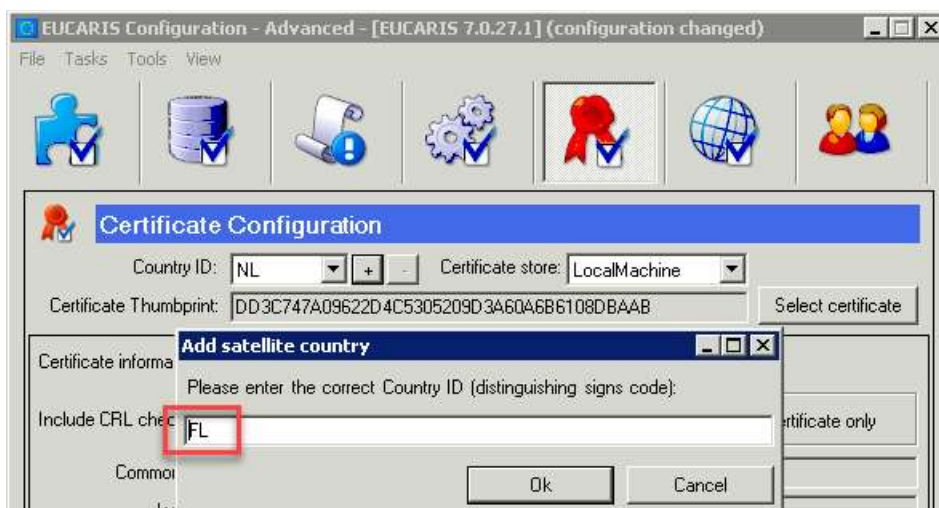 EUCARIS Configuration - Advanced - [EUCARIS 7.0.27.1] (configuration changed)
File Tasks Tools View
Certificate Configuration
Country ID: NL + - Certificate store: LocalMachine
Certificate Thumbprint: DD3C747A09622D4C5305209D3A60A6B6108DBAAB Select certificate
Add satellite country
Certificate informa
Please enter the correct Country ID (distinguishing signs code):
Include CRL chec FL rtificate only
Commo
Ok Cancel